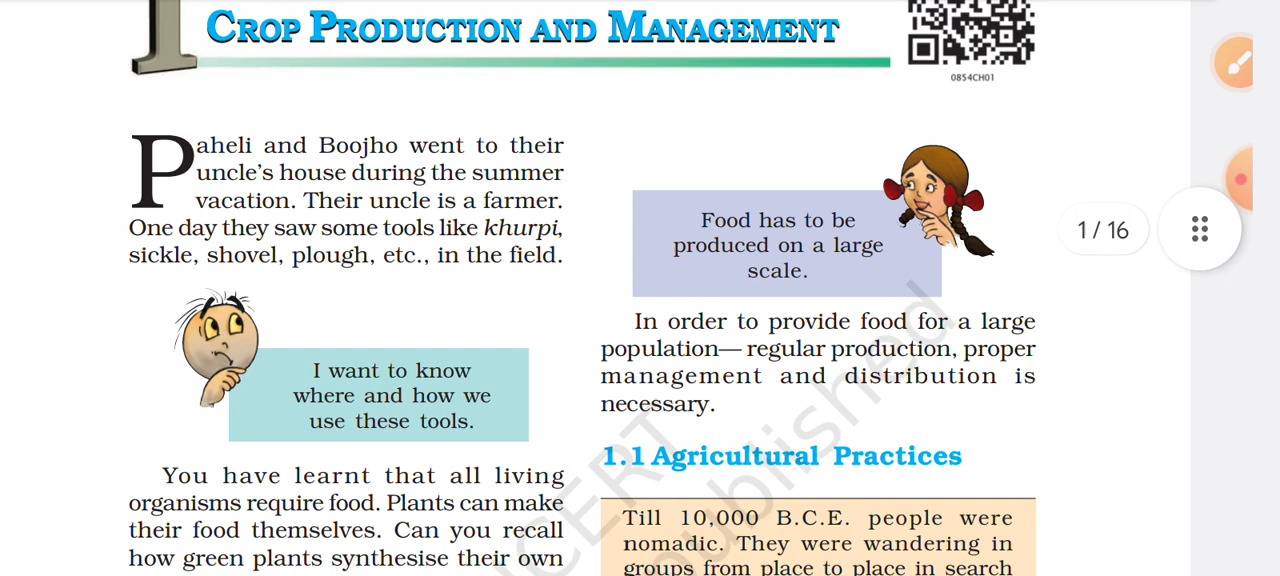 1
CROP PRODUCTION AND MANAGEMENT
0854CH01
Paheli and Boojho went to their
uncle's house during the summer
vacation. Their uncle is a farmer.
One day they saw some tools like khurpi,
sickle, shovel, plough, etc., in the field.
I want to know
where and how we
use these tools.
You have learnt that all living
organisms require food. Plants can make
their food themselves. Can you recall
how green plants synthesise their own
Food has to be
produced on a large
scale.
In order to provide food for a large
population— regular production, proper
management and distribution is
necessary.
1.1 Agricultural Practices
Till 10,000 B.C.E. people were
nomadic. They were wandering in
groups from place to place in search
1 / 16
published